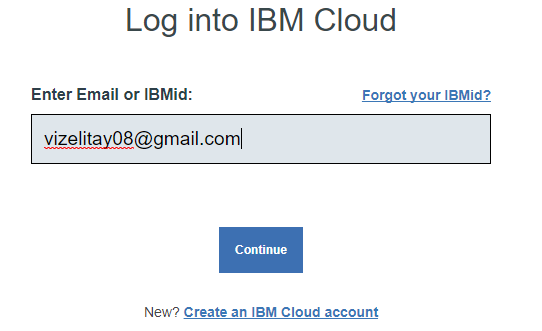 Log into IBM Cloud
Enter Email or IBMid: Forgot your IBMid?
vizelitay08@gmail.com
Continue
New? Create an IBM Cloud account